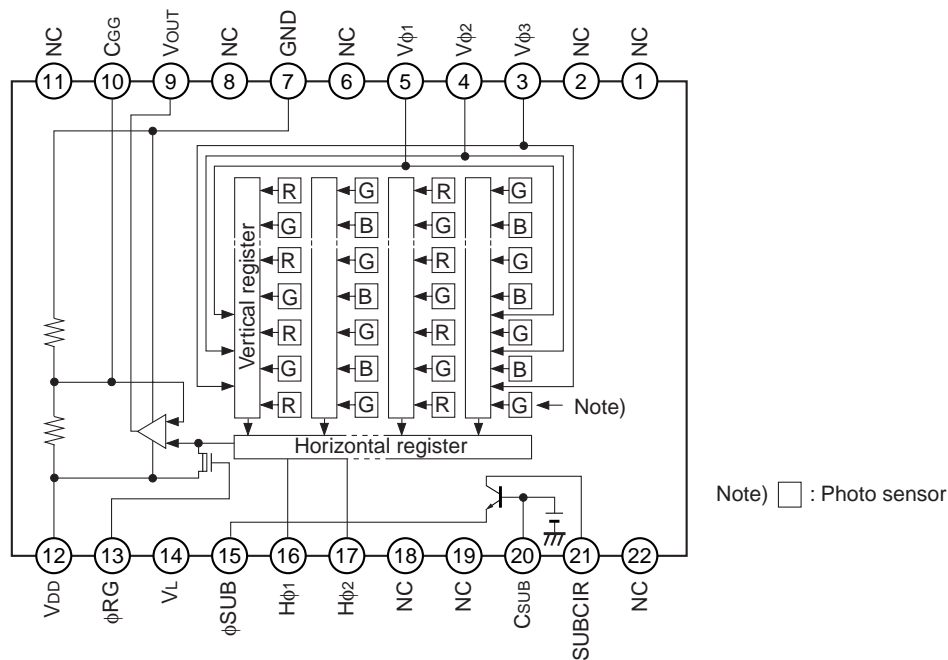 NC CGG VOUT NC GND NC Vφ1 Vφ2 Vφ3 NC NC
11 10 9 8 7 6 5 4 3 2 1
Vertical register
R G R G
G B G B
R G R G
G B G B
R G R G
G B G B
R G R G
Note)
Horizontal register
Note) : Photo sensor
12 13 14 15 16 17 18 19 20 21 22
VDD φRG VL φSUB Hφ1 Hφ2 NC NC CSUB SUBCIR NC